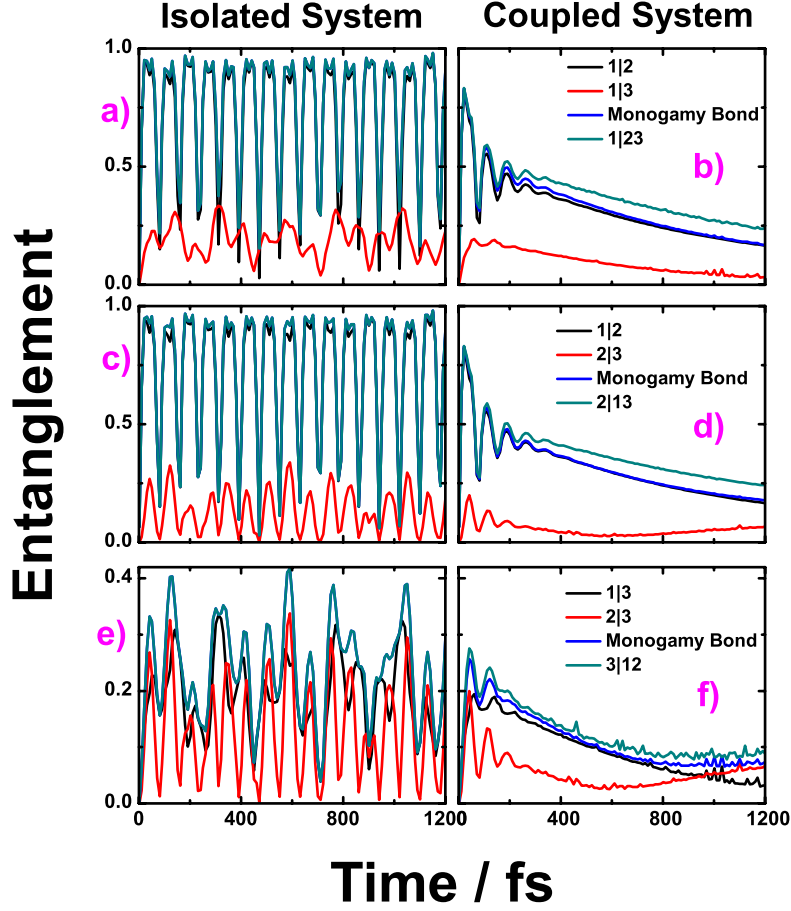 Isolated System
Coupled System
Entanglement
1.0
0.5
0.0
a)
1|2
1|3
Monogamy Bond
1|23
b)
1.0
0.5
0.0
c)
1|2
2|3
Monogamy Bond
2|13
d)
0.4
0.2
0.0
e)
1|3
2|3
Monogamy Bond
3|12
f)
0
400
800
1200
0
400
800
1200
Time / fs